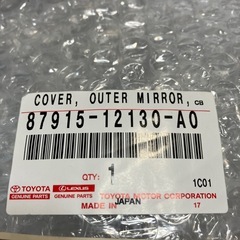 COVER, OUTER MIRROR, CB
87915-12130-A0
QTY: 1
1C01
TOYOTA LEXUS TOYOTA MOTOR CORPORATION
GENUINE PARTS GENUINE PARTS MADE IN JAPAN 17